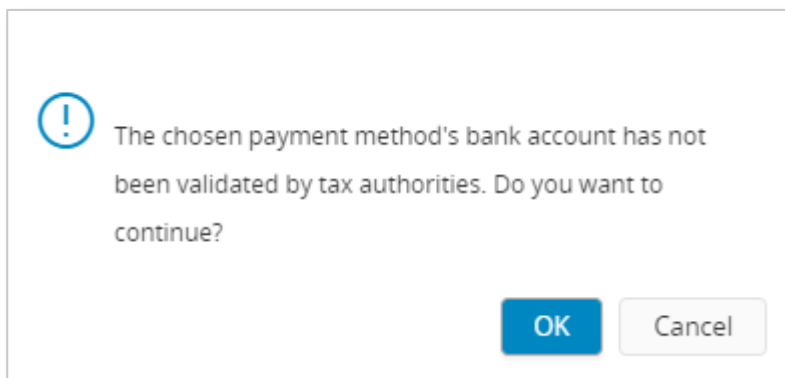 The chosen payment method's bank account has not
been validated by tax authorities. Do you want to
continue?
OK Cancel